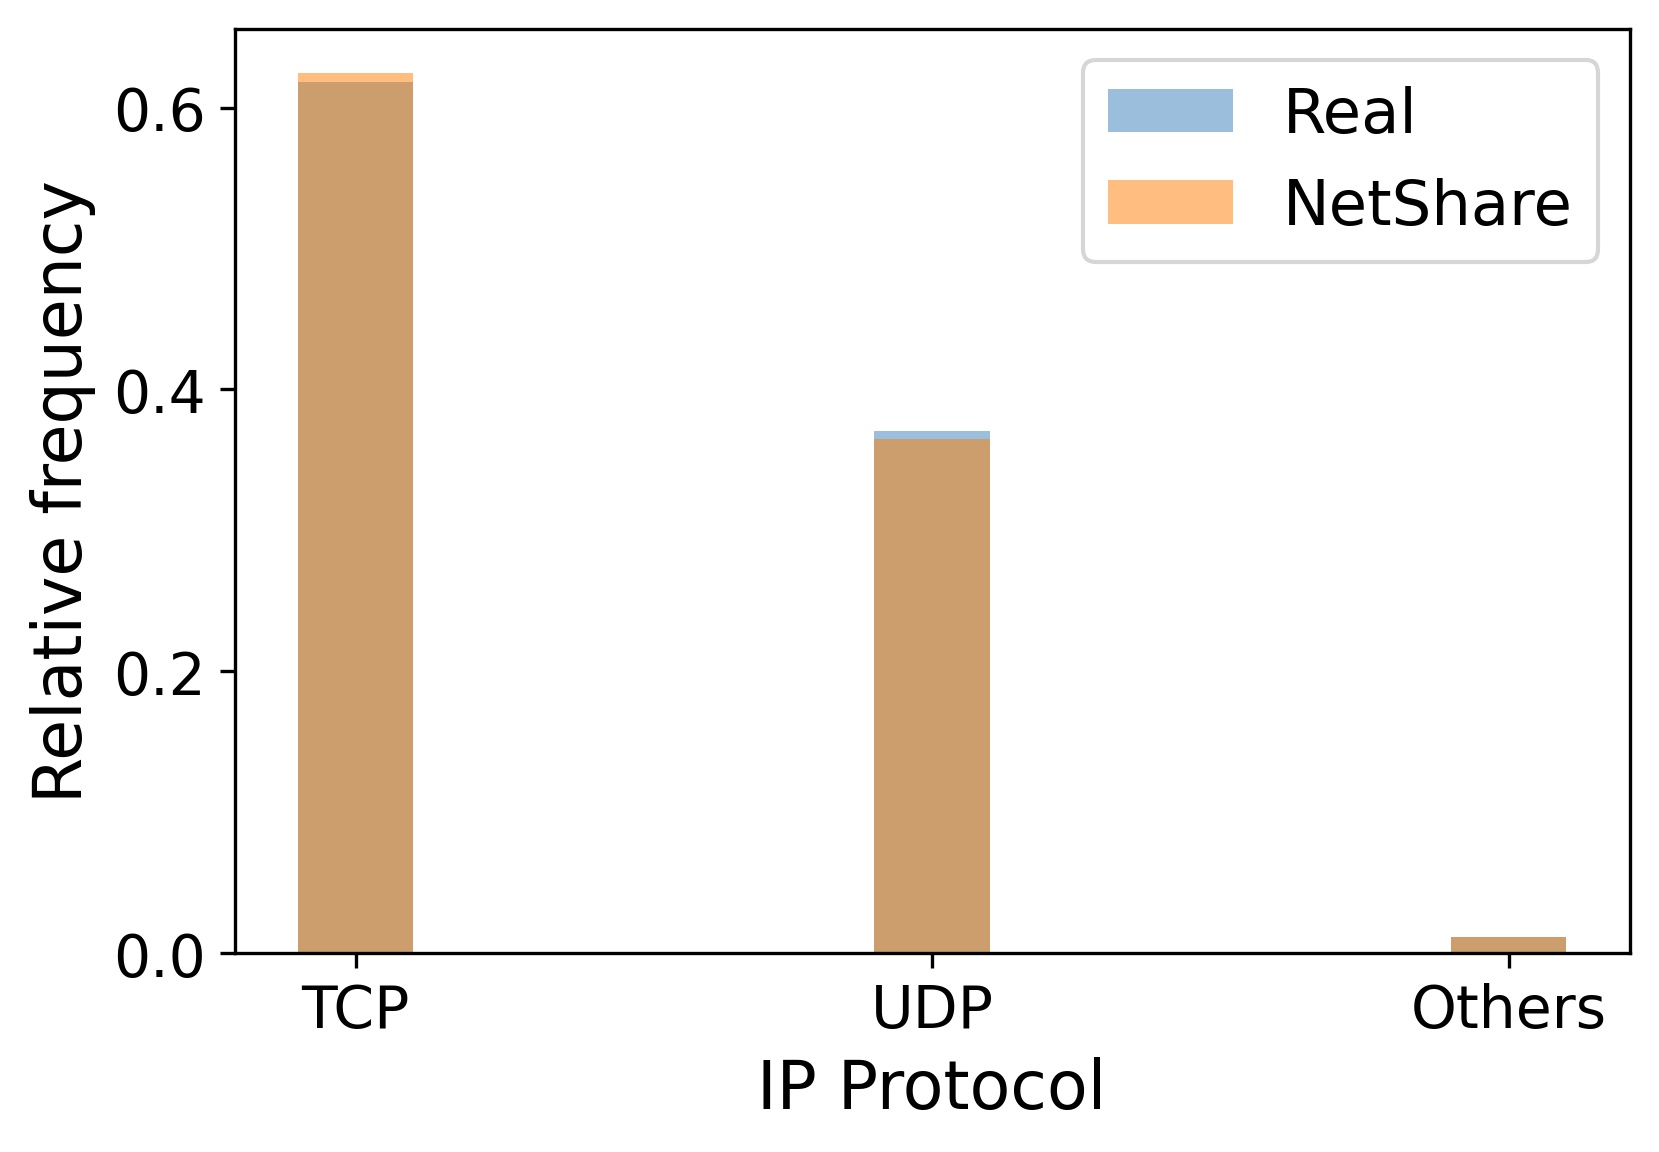 Real
NetShare
0.6
0.4
0.2
0.0
Relative frequency
TCP
UDP
Others
IP Protocol